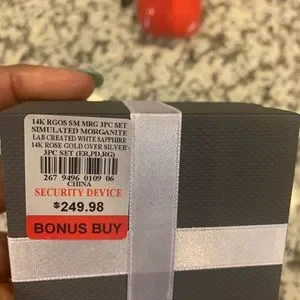 14K RGOS SM MRG 3PC SET
SIMULATED MORGANITE
LAB CREATED WHTE SAPPHIRE
14K ROSE GOLD OVER SILVER
3PC SET (ER,PD,RG)
267 9496 0109 06
CHINA
SECURITY DEVICE
$249.98
BONUS BUY